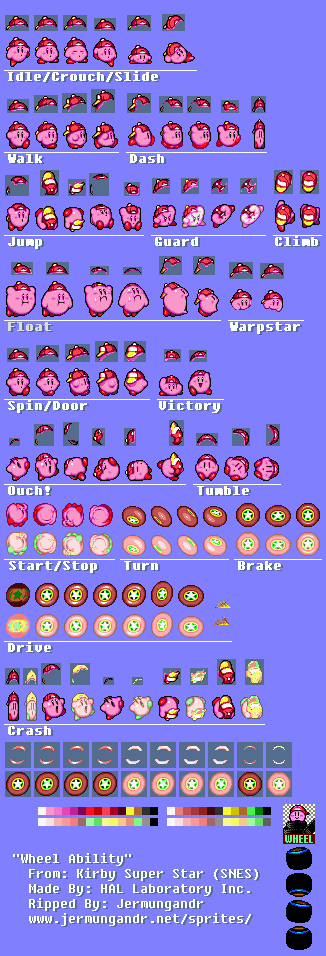 Idle/Crouch/Slide
Walk Dash
Jump Guard Climb
Float Warpstar
Spin/Door Victory
Ouch! Tumble
Start/Stop Turn Brake
Drive
Crash
WHEEL
"Wheel Ability"
From: Kirby Super Star (SNES)
Made By: HAL Laboratory Inc.
Ripped By: Jermungandr
www.jermungandr.net/sprites/